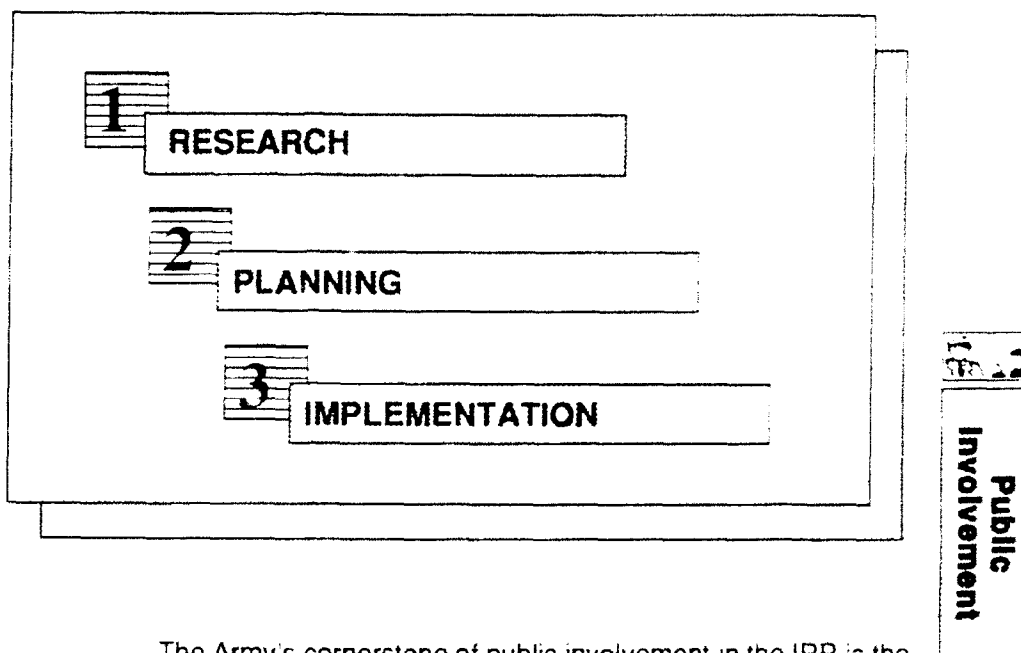 1
RESEARCH
2
PLANNING
3
IMPLEMENTATION
Public
Involvement
The Army's cornerstone of public involvement in the IRP is the